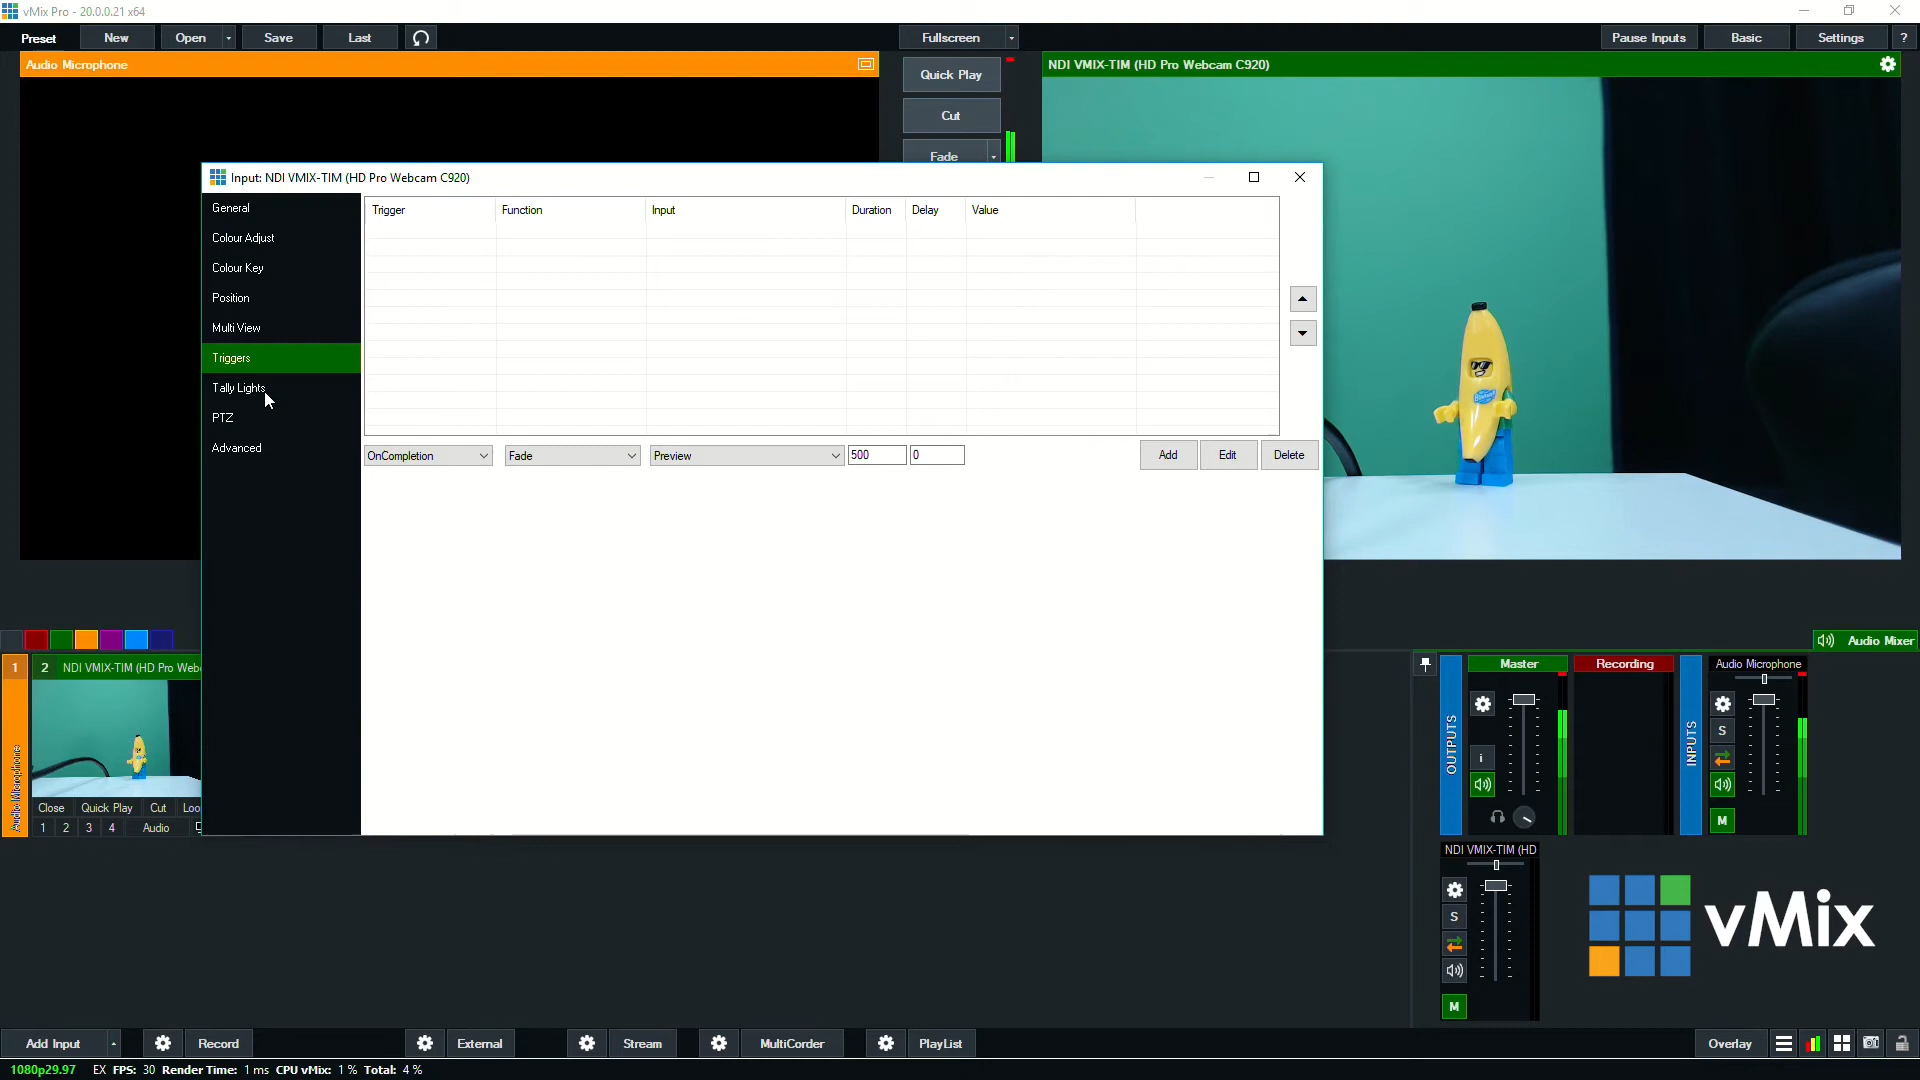 vMix Pro - 20.0.0.21 x64
Preset New Open Save Last Fullscreen Pause Inputs Basic Settings ?
Audio Microphone
Quick Play
Cut
Fade
NDI VMIX-TIM (HD Pro Webcam C920)
Input: NDI VMIX-TIM (HD Pro Webcam C920)
General
Colour Adjust
Colour Key
Position
Multi View
Triggers
Tally Lights
PTZ
Advanced
Trigger Function Input Duration Delay Value
OnCompletion Fade Preview 500 0 Add Edit Delete
Audio Mixer
1
Audio Microphone
2 NDI VMIX-TIM (HD Pro Web
Close Quick Play Cut Loo
1 2 3 4 Audio
OUTPUTS
Master
i
Recording
INPUTS
Audio Microphone
S
M
NDI VMIX-TIM (HD
S
M
vMix
Add Input Record External Stream MultiCorder PlayList Overlay
1080p29.97 EX FPS: 30 Render Time: 1 ms CPU vMix: 1 % Total: 4 %